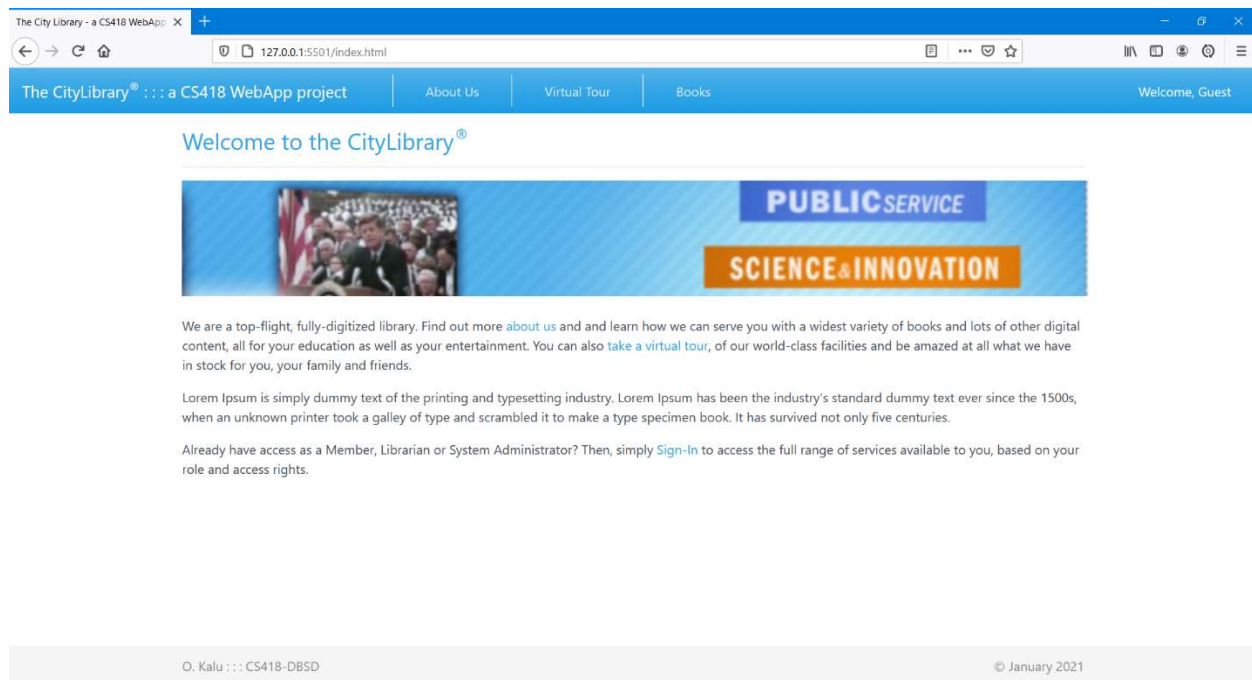 The City Library - a CS418 WebApp
127.0.0.1:5501/index.html
The CityLibrary® : : : a CS418 WebApp project
About Us
Virtual Tour
Books
Welcome, Guest
Welcome to the CityLibrary®
PUBLIC SERVICE
SCIENCE & INNOVATION
We are a top-flight, fully-digitized library. Find out more about us and and learn how we can serve you with a widest variety of books and lots of other digital
content, all for your education as well as your entertainment. You can also take a virtual tour, of our world-class facilities and be amazed at all what we have
in stock for you, your family and friends.
Lorem Ipsum is simply dummy text of the printing and typesetting industry. Lorem Ipsum has been the industry's standard dummy text ever since the 1500s,
when an unknown printer took a galley of type and scrambled it to make a type specimen book. It has survived not only five centuries.
Already have access as a Member, Librarian or System Administrator? Then, simply Sign-In to access the full range of services available to you, based on your
role and access rights.
O. Kalu : : : CS418-DBSD
© January 2021